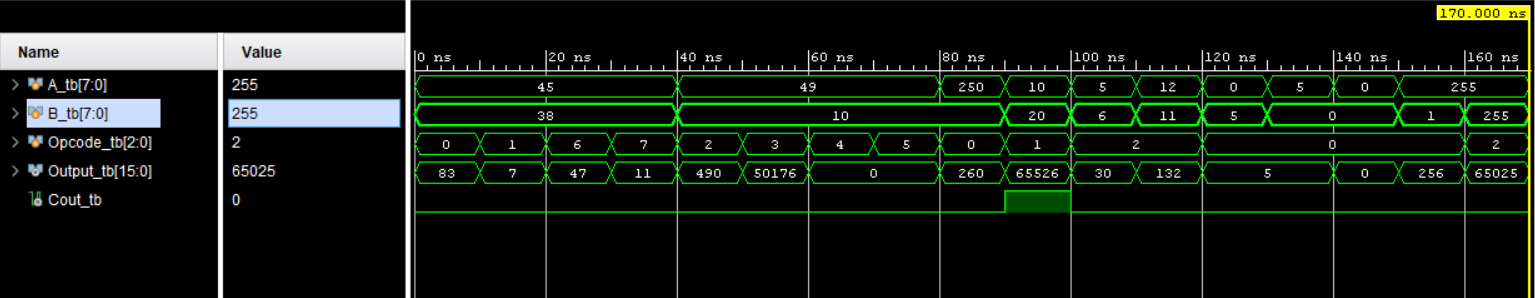 170.000 ns
Name Value
0 ns 20 ns 40 ns 60 ns 80 ns 100 ns 120 ns 140 ns 160 ns
A_tb[7:0] 255 45 49 250 10 5 12 0 5 0 255
B_tb[7:0] 255 38 10 20 6 11 5 0 1 255
Opcode_tb[2:0] 2 0 1 6 7 2 3 4 5 0 1 2 0 2
Output_tb[15:0] 65025 83 7 47 11 490 50176 0 260 65526 30 132 5 0 256 65025
Cout_tb 0